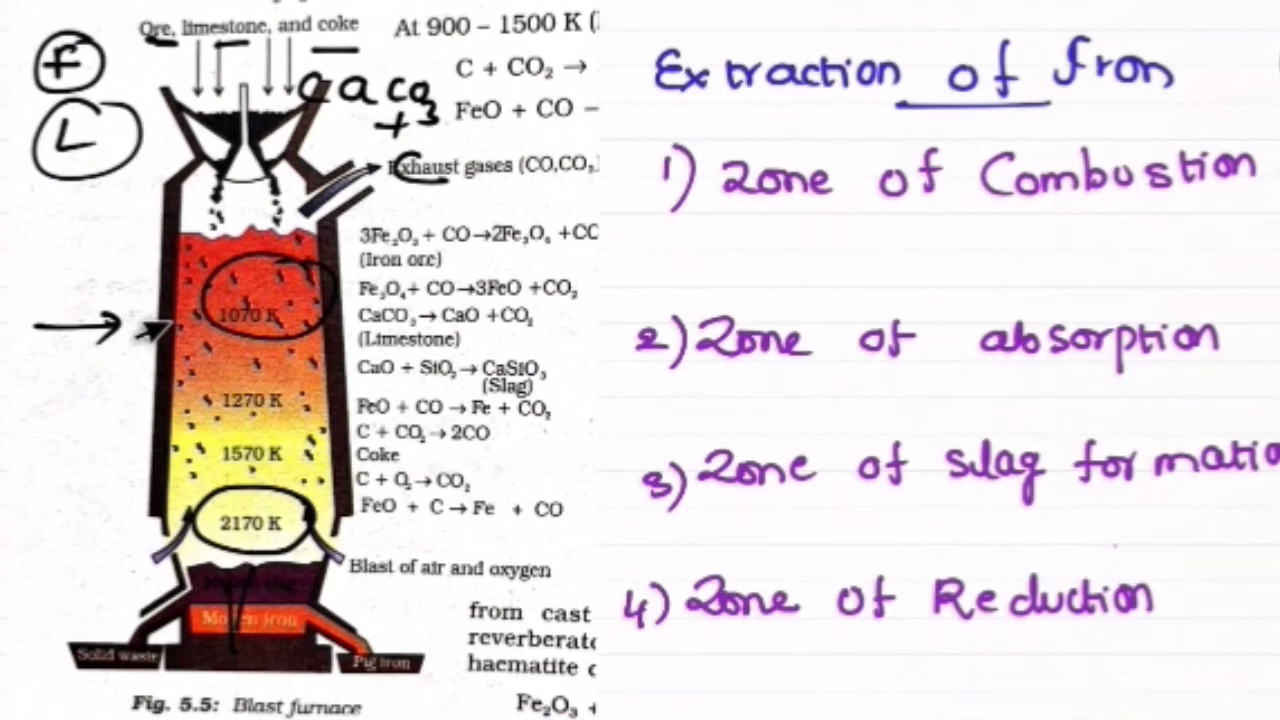 Ore, limestone, and coke
At 900 – 1500 K (
F
C + CO₂ →
CaCO3
FeO + CO –
+
L
C
Exhaust gases (CO,CO₂,
3Fe₂O₃ + CO→2Fe₃O₄ +CO
(Iron ore)
Fe₃O₄+ CO→3FeO +CO₂
1070 K
CaCO₃→ CaO +CO₂
(Limestone)
CaO + SiO₂→ CaSiO₃
(Slag)
1270 K
FeO + CO → Fe + CO₂
C + CO₂→ 2CO
1570 K
Coke
C + O₂→ CO₂
FeO + C→ Fe + CO
2170 K
Blast of air and oxygen
Molten slag
Molten iron
Solid waste
Pig iron
from cast
reverberat
haematite
Fig. 5.5: Blast furnace
Fe₂O₃ +
Extraction of Iron
1) Zone of Combustion
2) Zone of absorption
3) Zone of slag formatio
4) Zone of Reduction